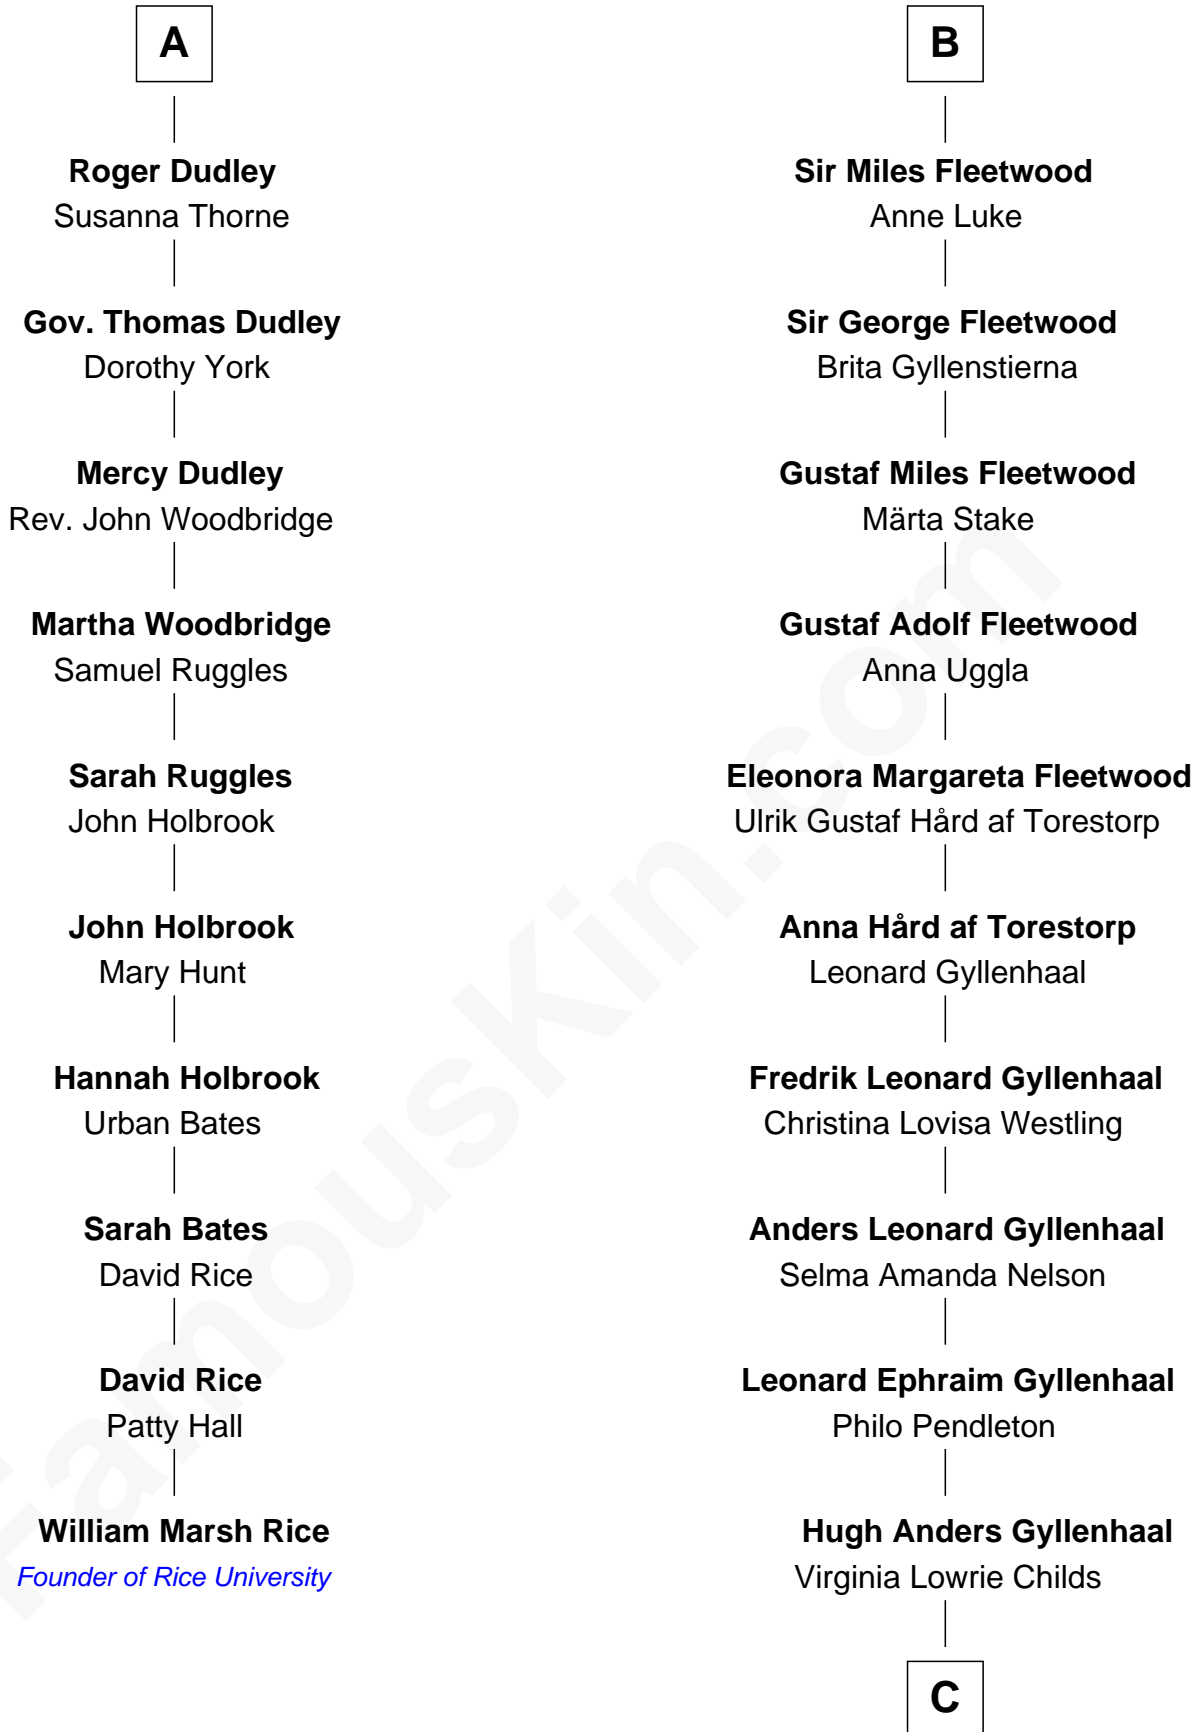 A
Roger Dudley
Susanna Thorne
Gov. Thomas Dudley
Dorothy York
Mercy Dudley
Rev. John Woodbridge
Martha Woodbridge
Samuel Ruggles
Sarah Ruggles
John Holbrook
John Holbrook
Mary Hunt
Hannah Holbrook
Urban Bates
Sarah Bates
David Rice
David Rice
Patty Hall
William Marsh Rice
Founder of Rice University
B
Sir Miles Fleetwood
Anne Luke
Sir George Fleetwood
Brita Gyllenstierna
Gustaf Miles Fleetwood
Märta Stake
Gustaf Adolf Fleetwood
Anna Uggla
Eleonora Margareta Fleetwood
Ulrik Gustaf Hård af Torestorp
Anna Hård af Torestorp
Leonard Gyllenhaal
Fredrik Leonard Gyllenhaal
Christina Lovisa Westling
Anders Leonard Gyllenhaal
Selma Amanda Nelson
Leonard Ephraim Gyllenhaal
Philo Pendleton
Hugh Anders Gyllenhaal
Virginia Lowrie Childs
C
FamousKin.com